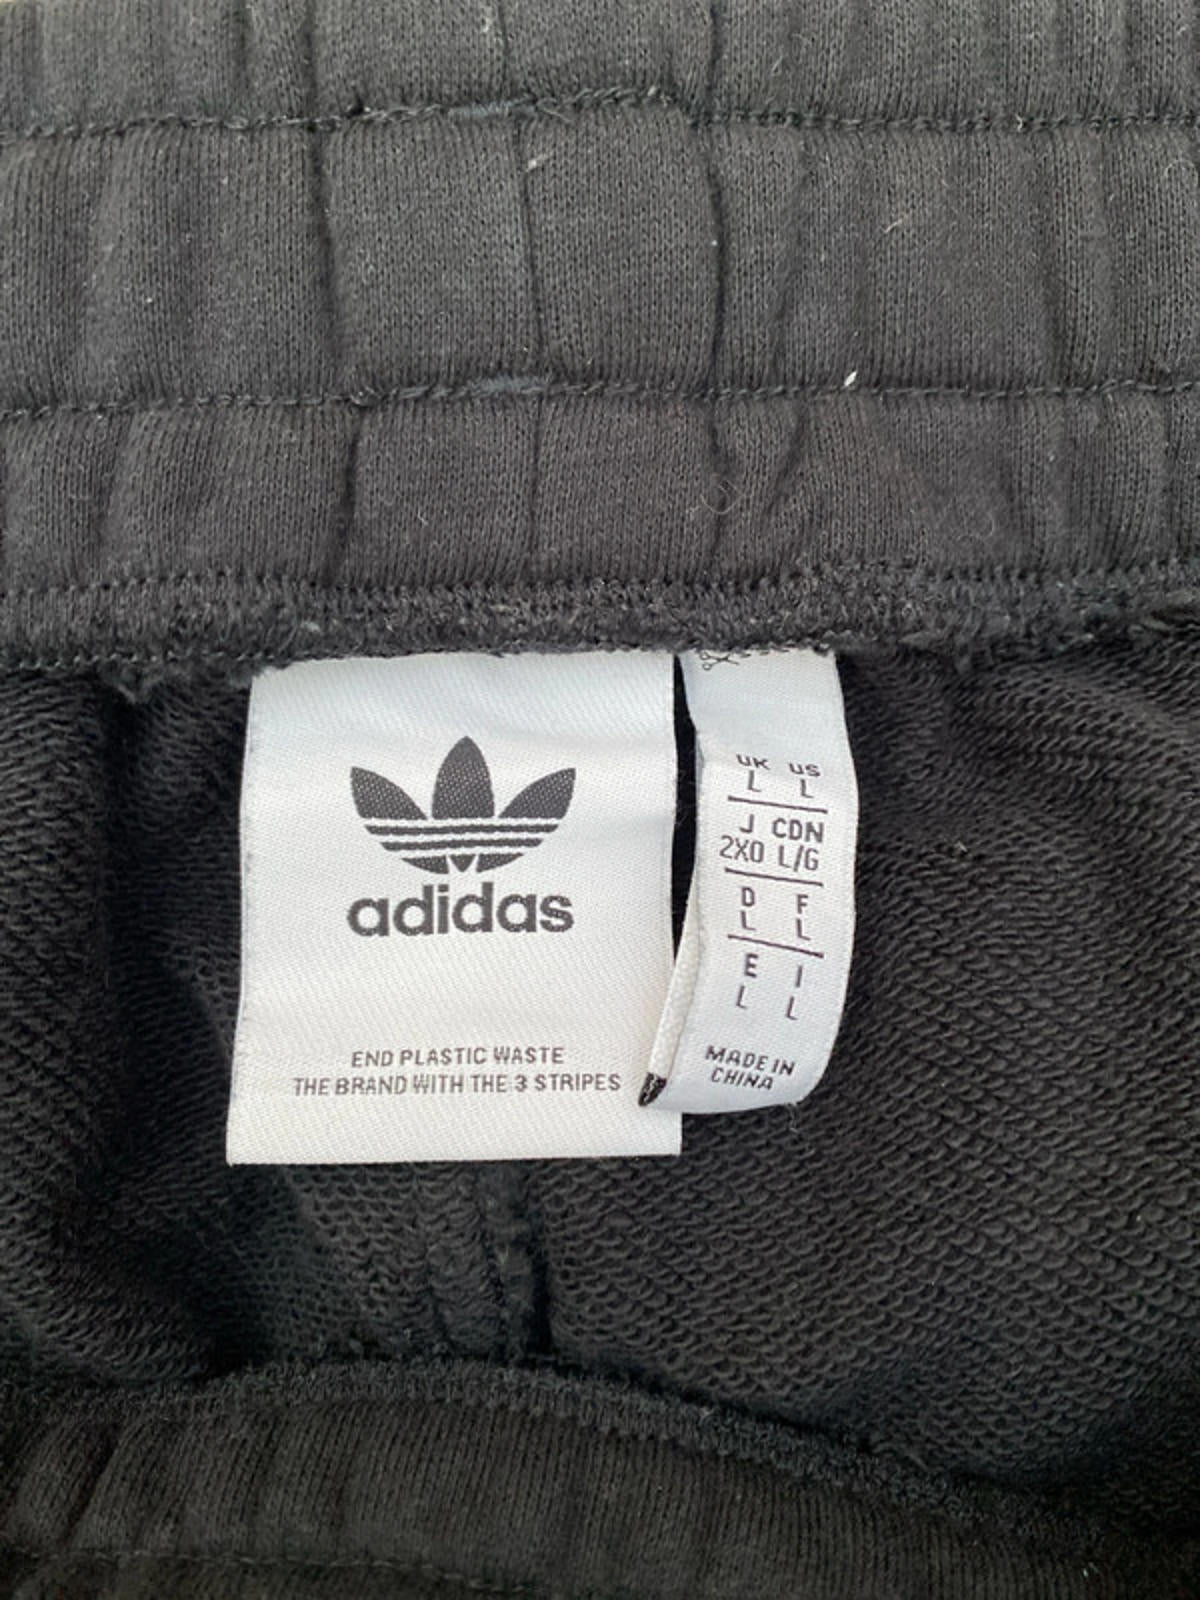 adidas
END PLASTIC WASTE
THE BRAND WITH THE 3 STRIPES
UK US
L L
J CDN
2XO L/G
D F
L L
E I
L L
MADE IN
CHINA